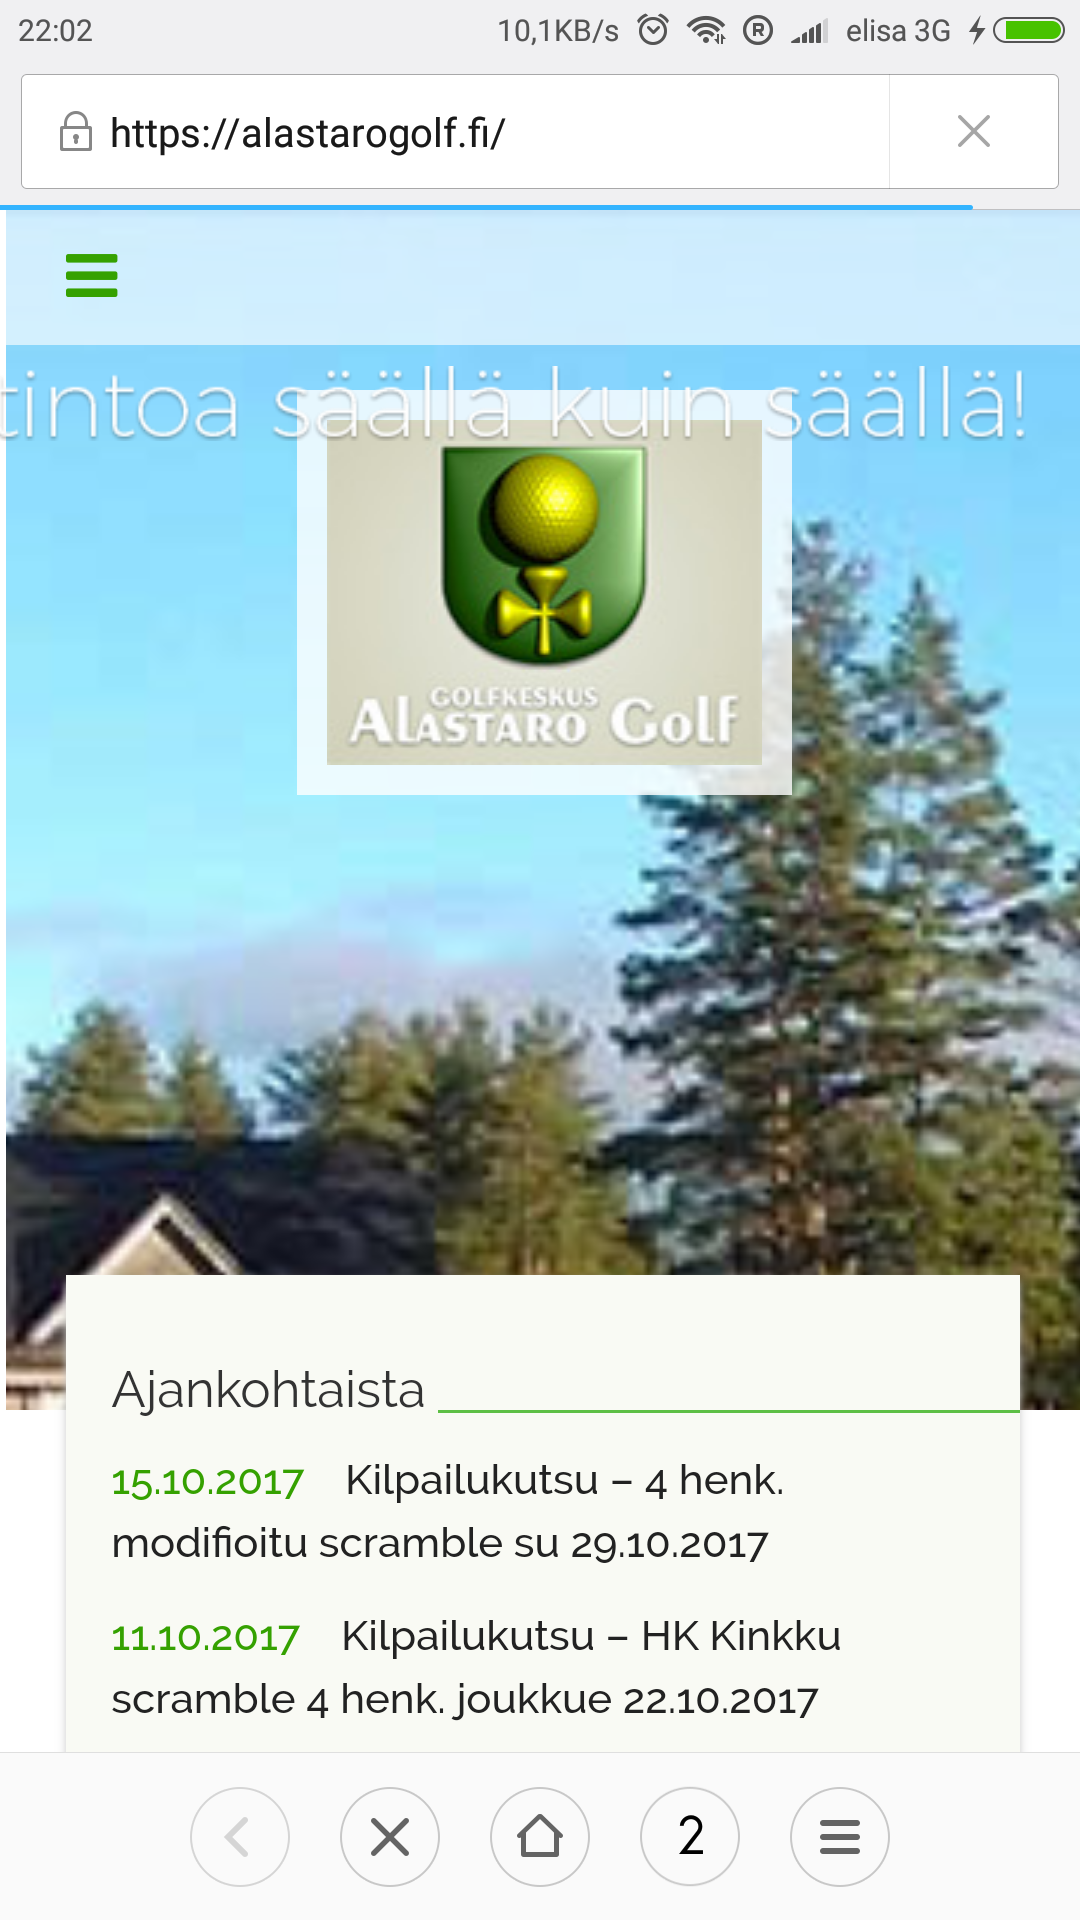 22:02 10,1KB/s R elisa 3G
https://alastarogolf.fi/
tintoa säällä kuin säällä!
GOLFKESKUS
ALASTARO Golf
Ajankohtaista
15.10.2017 Kilpailukutsu – 4 henk.
modifioitu scramble su 29.10.2017
11.10.2017 Kilpailukutsu – HK Kinkku
scramble 4 henk. joukkue 22.10.2017
2